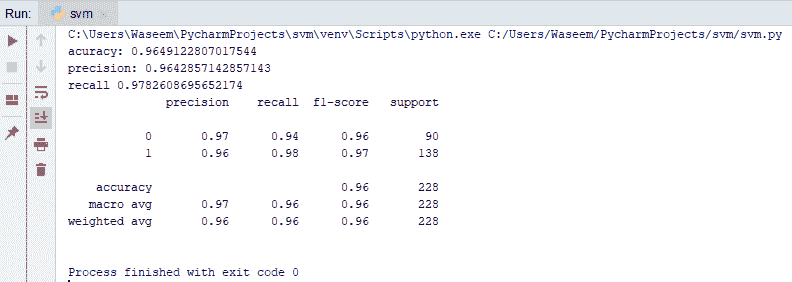 Run: svm
C:\Users\Waseem\PycharmProjects\svm\venv\Scripts\python.exe C:/Users/Waseem/PycharmProjects/svm/svm.py
acuracy: 0.9649122807017544
precision: 0.9642857142857143
recall 0.9782608695652174
precision recall f1-score support
0 0.97 0.94 0.96 90
1 0.96 0.98 0.97 138
accuracy 0.96 228
macro avg 0.97 0.96 0.96 228
weighted avg 0.96 0.96 0.96 228
Process finished with exit code 0